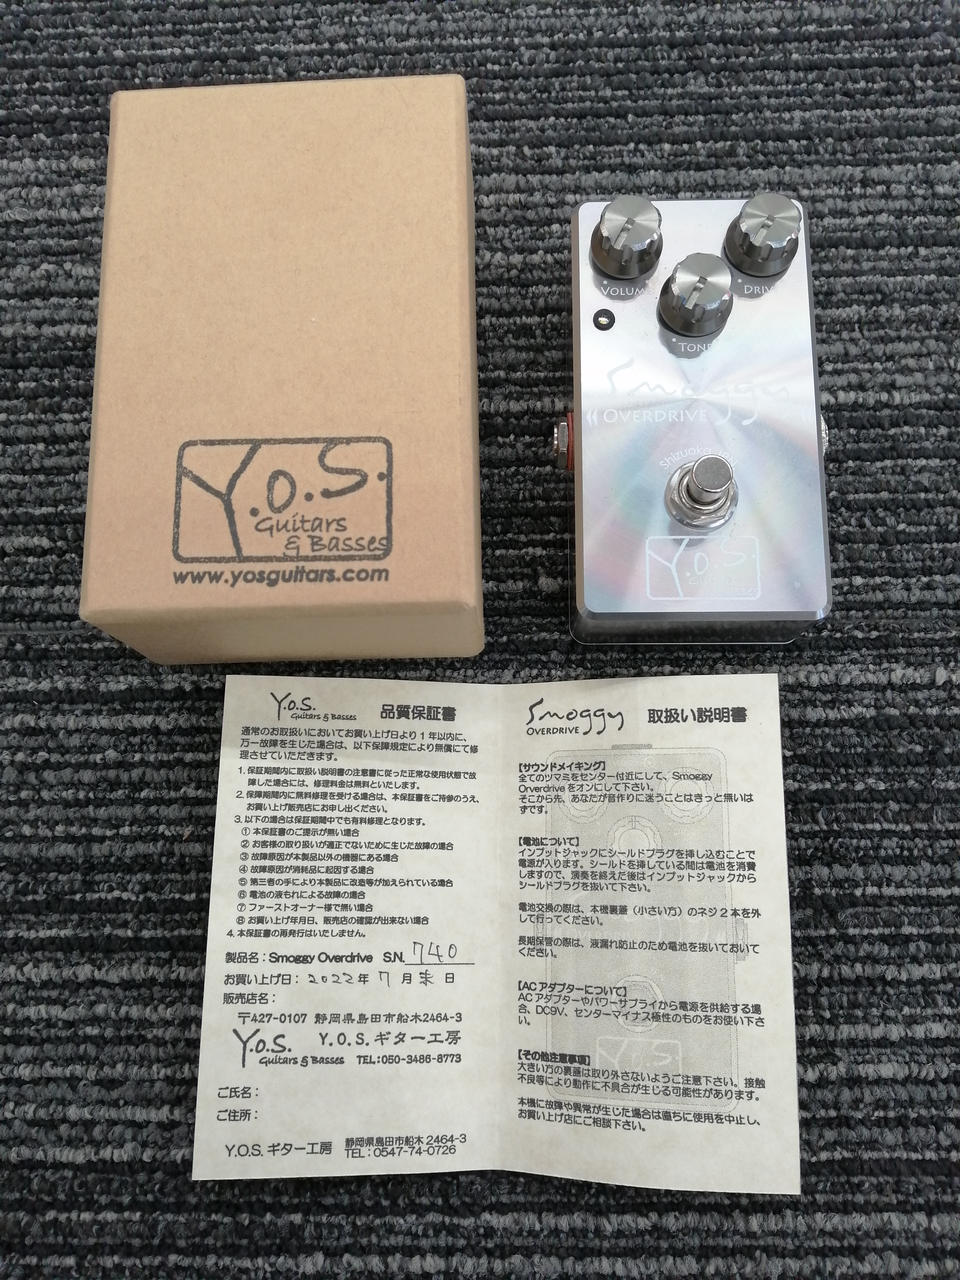 Y.O.S.
Guitars
& Basses
www.yosguitars.com
VOLUME
DRIVE
TONE
Smoggy
OVERDRIVE
Shizuoka
Y.O.S.
Y.O.S.
Guitars & Basses
品質保証書
通常のお取扱いにおいてお買い上げ日より1年以内に、
万一故障を生じた場合は、以下保障規定により無償にて修
理させていただきます。
1. 保証期間内に取扱い説明書の注意書に従った正常な使用状態で故
障した場合には、修理料金は無料といたします。
2. 保障期間内に無料修理を受ける場合は、本保証書をご持参のうえ、
お買い上げ販売店にお申し出ください。
3. 以下の場合は保証期間中でも有料修理となります。
① 本保証書のご提示が無い場合
② お客様の取り扱いが適正でないために生じた故障の場合
③ 故障原因が本製品以外の機器にある場合
④ 故障原因が消耗品に起因する場合
⑤ 第三者の手により本製品に改造等が加えられている場合
⑥ 電池の液もれによる故障の場合
⑦ ファーストオーナー様で無い場合
⑧ お買い上げ年月日、販売店の確認が出来ない場合
4. 本保証書の再発行はいたしません。
製品名：Smoggy Overdrive S.N. 740
お買い上げ日： 2022 年 7 月 末 日
販売店名：
〒427-0107 静岡県島田市船木2464-3
Y.O.S. Y.O.S.ギター工房
Guitars & Basses TEL:050-3486-8773
ご氏名：
ご住所：
Y.O.S.ギター工房
静岡県島田市船木2464-3
TEL：0547-74-0726
Smoggy
OVERDRIVE
取扱い説明書
【サウンドメイキング】
全てのツマミをセンター付近にして、Smoggy
Orverdriveをオンにして下さい。
そこから先、あなたが音作りに迷うことはきっと無いは
ずです。
【電池について】
インプットジャックにシールドプラグを挿し込むことで
電源が入ります。シールドを挿している間は電池を消費
しますので、演奏を終えた後はインプットジャックから
シールドプラグを抜いて下さい。
電池交換の際は、本機裏蓋（小さい方）のネジ2本を外
して行ってください。
長期保管の際は、液漏れ防止のため電池を抜いておいて
ください。
【ACアダプターについて】
ACアダプターやパワーサプライから電源を供給する場
合、DC9V、センターマイナス極性のものをお使い下さ
い。
【その他注意事項】
大きい方の裏蓋は取り外さないようご注意下さい。接触
不良等により動作に不具合が生じる可能性があります。
本機に故障や異常が生じた場合は直ちに使用を中止し、
お買い上げ店にご相談下さい。